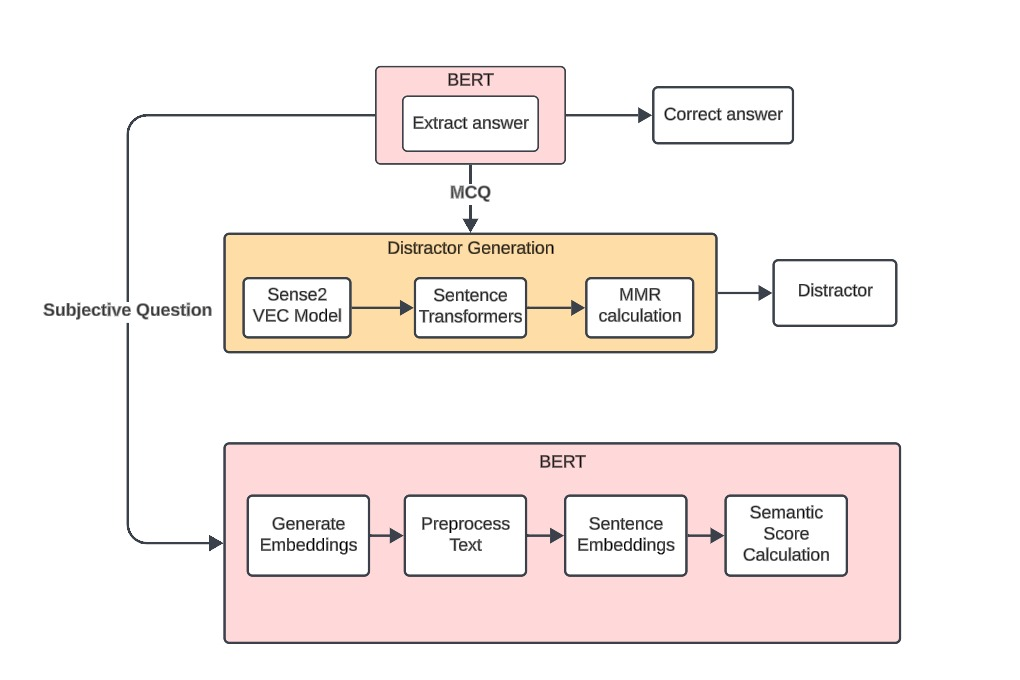 BERT
Extract answer
Correct answer
MCQ
Distractor Generation
Sense2
VEC Model
Sentence
Transformers
MMR
calculation
Distractor
Subjective Question
BERT
Generate
Embeddings
Preprocess
Text
Sentence
Embeddings
Semantic
Score
Calculation